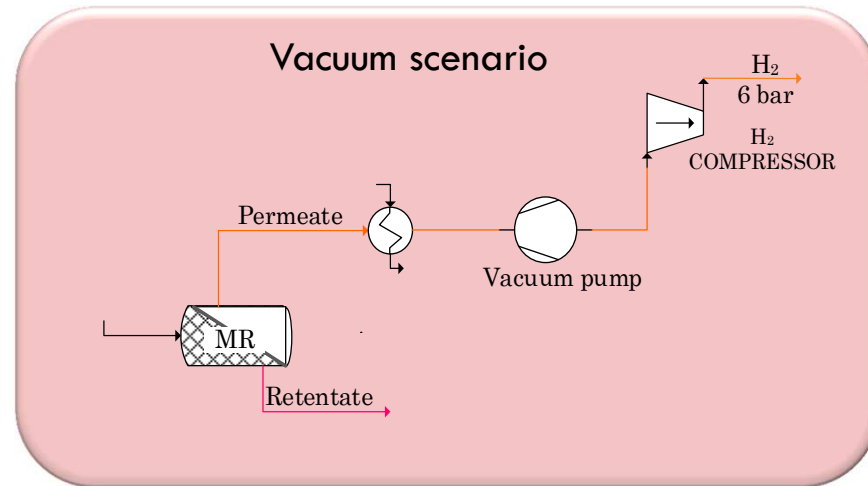 Vacuum scenario
H₂
6 bar
H₂
COMPRESSOR
Permeate
Vacuum pump
MR
Retentate